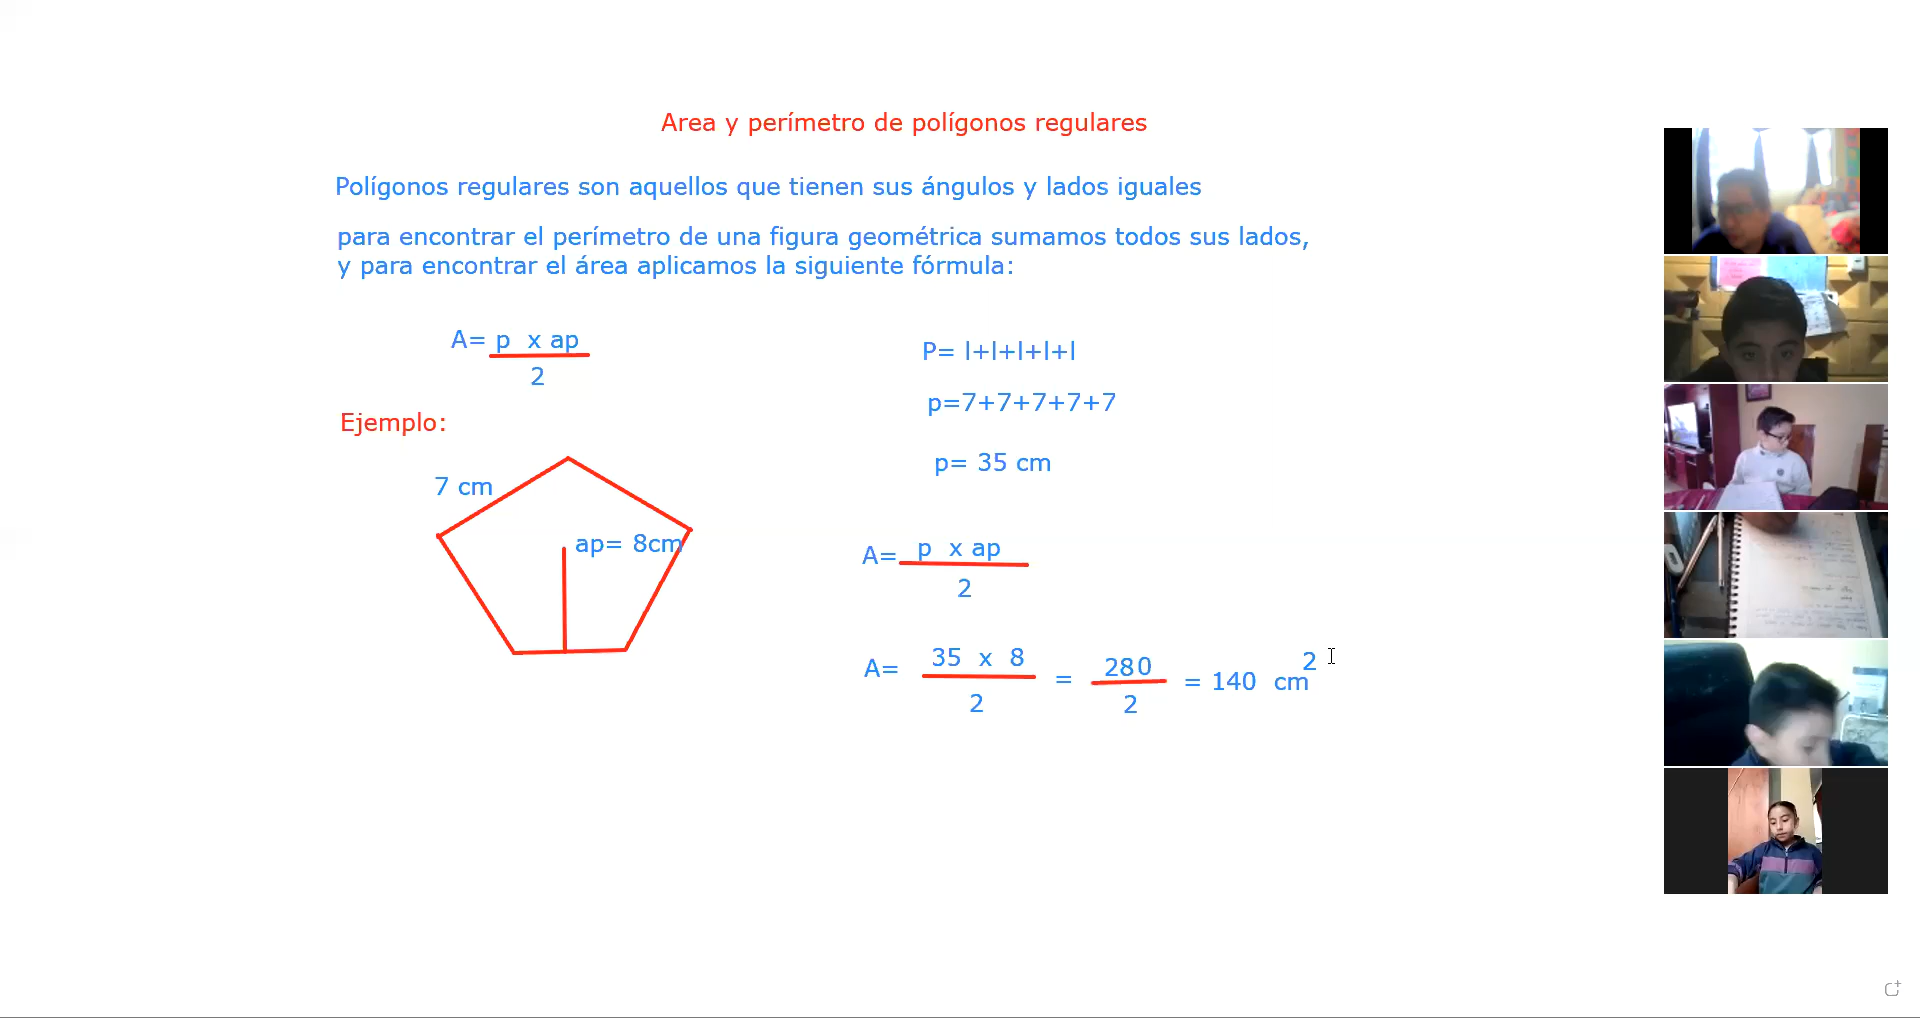 Area y perímetro de polígonos regulares
Polígonos regulares son aquellos que tienen sus ángulos y lados iguales
para encontrar el perímetro de una figura geométrica sumamos todos sus lados,
y para encontrar el área aplicamos la siguiente fórmula:
A= p x ap
2
Ejemplo:
7 cm
ap= 8cm
P= l+l+l+l+l
p=7+7+7+7+7
p= 35 cm
A= p x ap
2
A= 35 x 8 = 280 = 140 cm 2
2 2